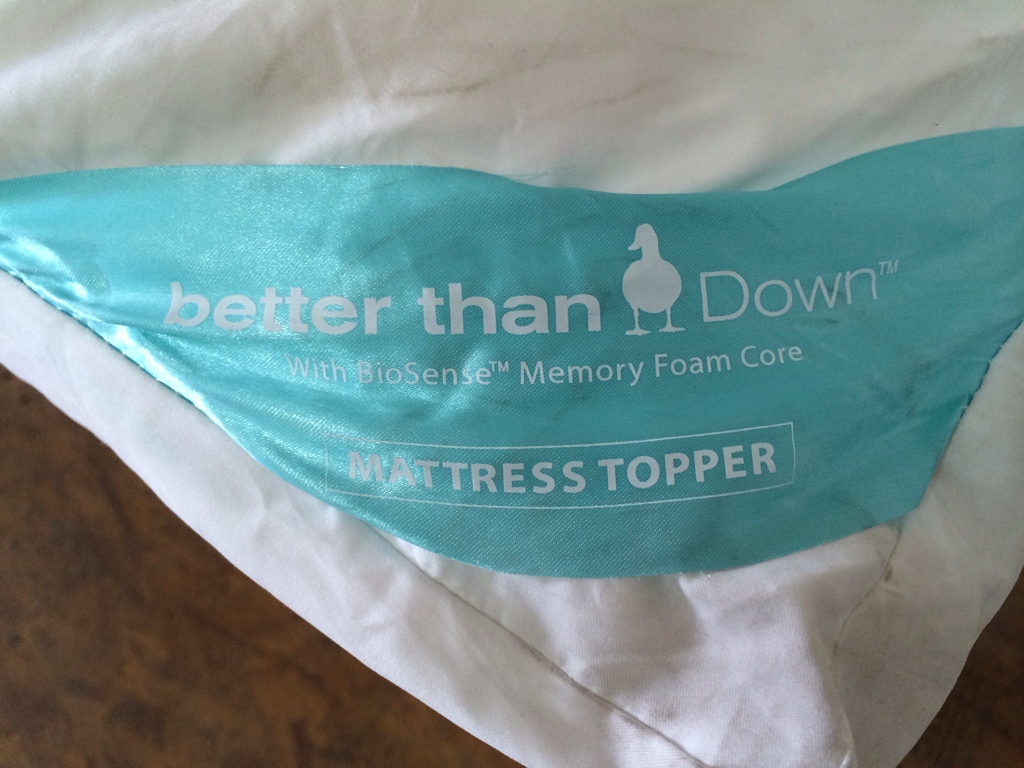 better than Down™
With BioSense™ Memory Foam Core
MATTRESS TOPPER